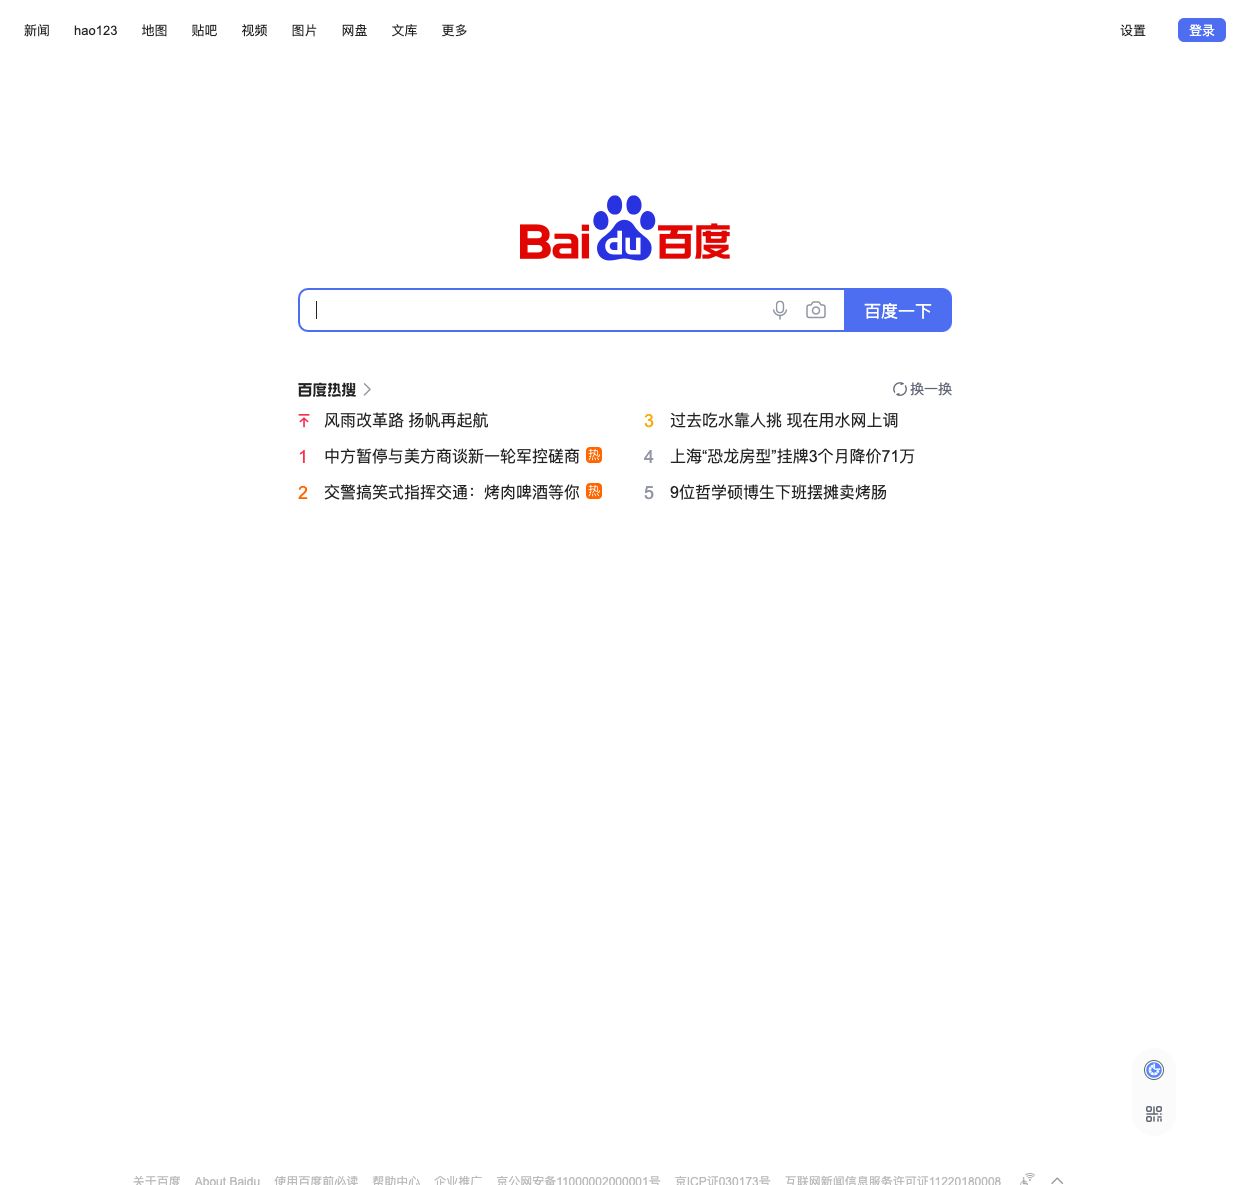 新闻 hao123 地图 贴吧 视频 图片 网盘 文库 更多 设置 登录
Baidu百度
百度一下
百度热搜 换一换
风雨改革路 扬帆再起航
1 中方暂停与美方商谈新一轮军控磋商 热
2 交警搞笑式指挥交通：烤肉啤酒等你 热
3 过去吃水靠人挑 现在用水网上调
4 上海“恐龙房型”挂牌3个月降价71万
5 9位哲学硕博生下班摆摊卖烤肠
关于百度 About Baidu 使用百度前必读 帮助中心 企业推广 京公网安备11000002000001号 京ICP证030173号 互联网新闻信息服务许可证11220180008